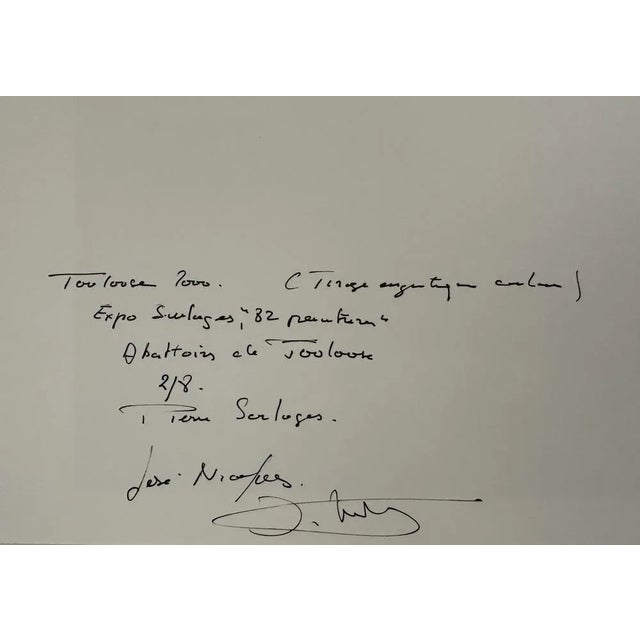 Toulouse 2000. (Tirage argentique couleur)
Expo Soulages, "82 peintures"
Abattoirs de Toulouse
2/8.
Pierre Soulages.
José Nicolas.